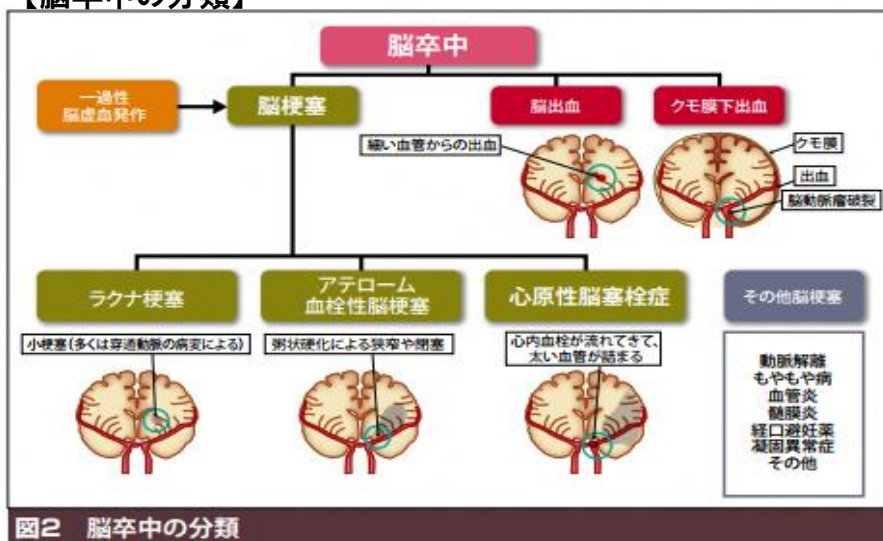 【脳卒中の分類】
脳卒中
一過性
脳虚血発作
脳梗塞
脳出血
クモ膜下出血
細い血管からの出血
クモ膜
出血
脳動脈瘤破裂
ラクナ梗塞
アテローム
血栓性脳梗塞
心原性脳塞栓症
その他脳梗塞
小梗塞(多くは穿通動脈の病変による)
粥状硬化による狭窄や閉塞
心内血栓が流れてきて、
太い血管が詰まる
動脈解離
もやもや病
血管炎
髄膜炎
経口避妊薬
凝固異常症
その他
図2 脳卒中の分類